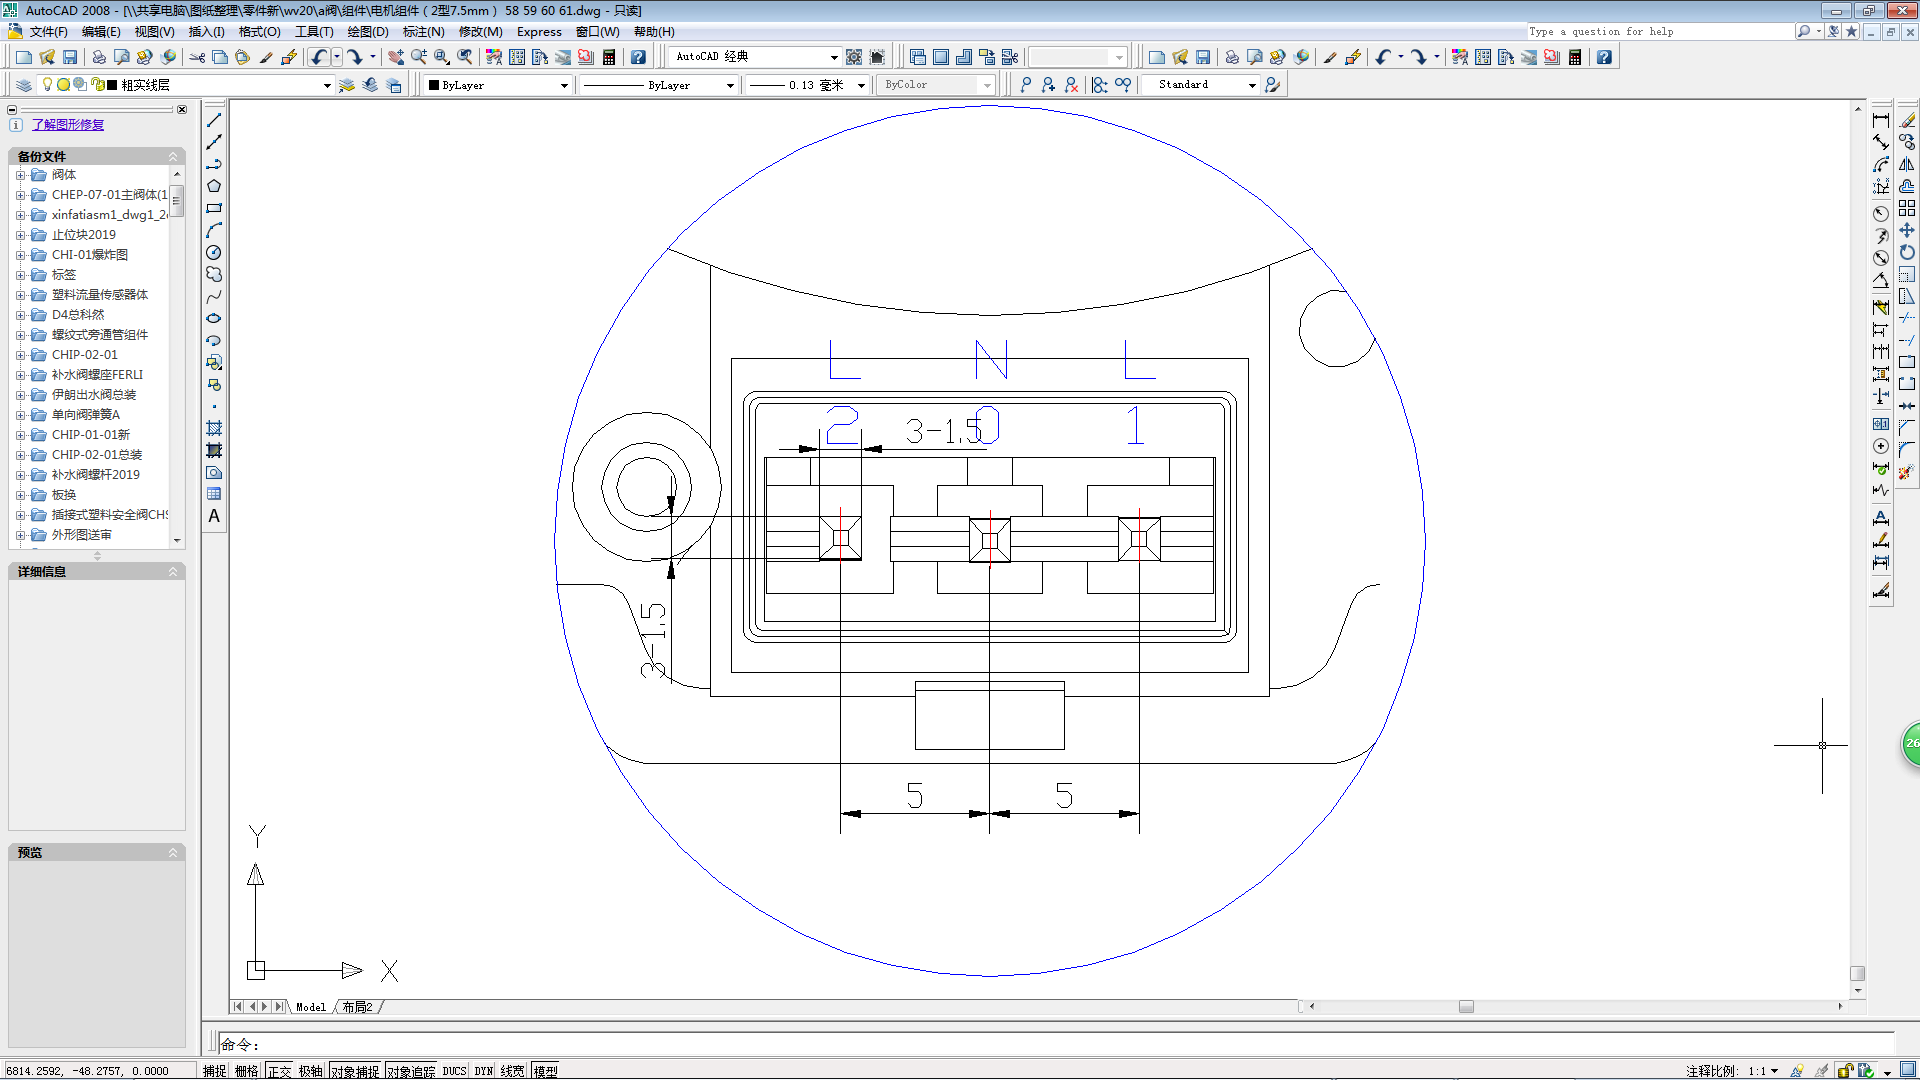 AutoCAD 2008 - [\\共享电脑\图纸整理\零件新\wv20\a阀\组件\电机组件（2型7.5mm） 58 59 60 61.dwg - 只读]
文件(F) 编辑(E) 视图(V) 插入(I) 格式(O) 工具(T) 绘图(D) 标注(N) 修改(M) Express 窗口(W) 帮助(H) Type a question for help
AutoCAD 经典
粗实线层 ByLayer ByLayer 0.13 毫米 ByColor Standard
了解图形修复
备份文件
阀体
CHEP-07-01主阀体(1
xinfatiasm1_dwg1_2
止位块2019
CHI-01爆炸图
标签
塑料流量传感器体
D4总科然
螺纹式旁通管组件
CHIP-02-01
补水阀螺座FERLI
伊朗出水阀总装
单向阀弹簧A
CHIP-01-01新
CHIP-02-01总装
补水阀螺杆2019
板换
插接式塑料安全阀CHS
外形图送审
详细信息
预览
A
L N L
2 0 1
3-1.5
3-1.5
5 5
Y
X
26
Model 布局2
命令:
6814.2592, -48.2757, 0.0000 捕捉 栅格 正交 极轴 对象捕捉 对象追踪 DUCS DYN 线宽 模型 注释比例: 1:1